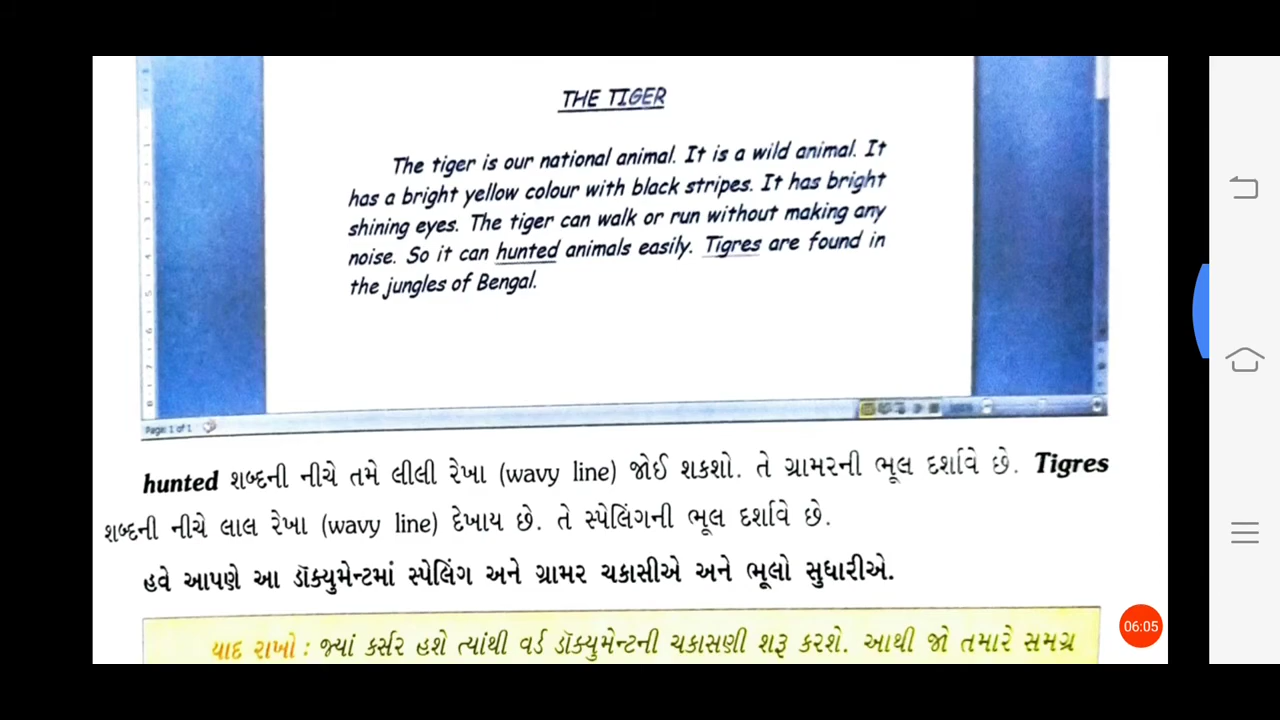 THE TIGER
The tiger is our national animal. It is a wild animal. It
has a bright yellow colour with black stripes. It has bright
shining eyes. The tiger can walk or run without making any
noise. So it can hunted animals easily. Tigres are found in
the jungles of Bengal.
Page: 1 of 1
hunted શબ્દની નીચે તમે લીલી રેખા (wavy line) જોઈ શકશો. તે ગ્રામરની ભૂલ દર્શાવે છે. Tigres
શબ્દની નીચે લાલ રેખા (wavy line) દેખાય છે. તે સ્પેલિંગની ભૂલ દર્શાવે છે.
હવે આપણે આ ડૉક્યુમેન્ટમાં સ્પેલિંગ અને ગ્રામર ચકાસીએ અને ભૂલો સુધારીએ.
06:05
યાદ રાખો : જ્યાં કર્સર હશે ત્યાંથી વર્ડ ડૉક્યુમેન્ટની ચકાસણી શરૂ કરશે. આથી જો તમારે સમગ્ર